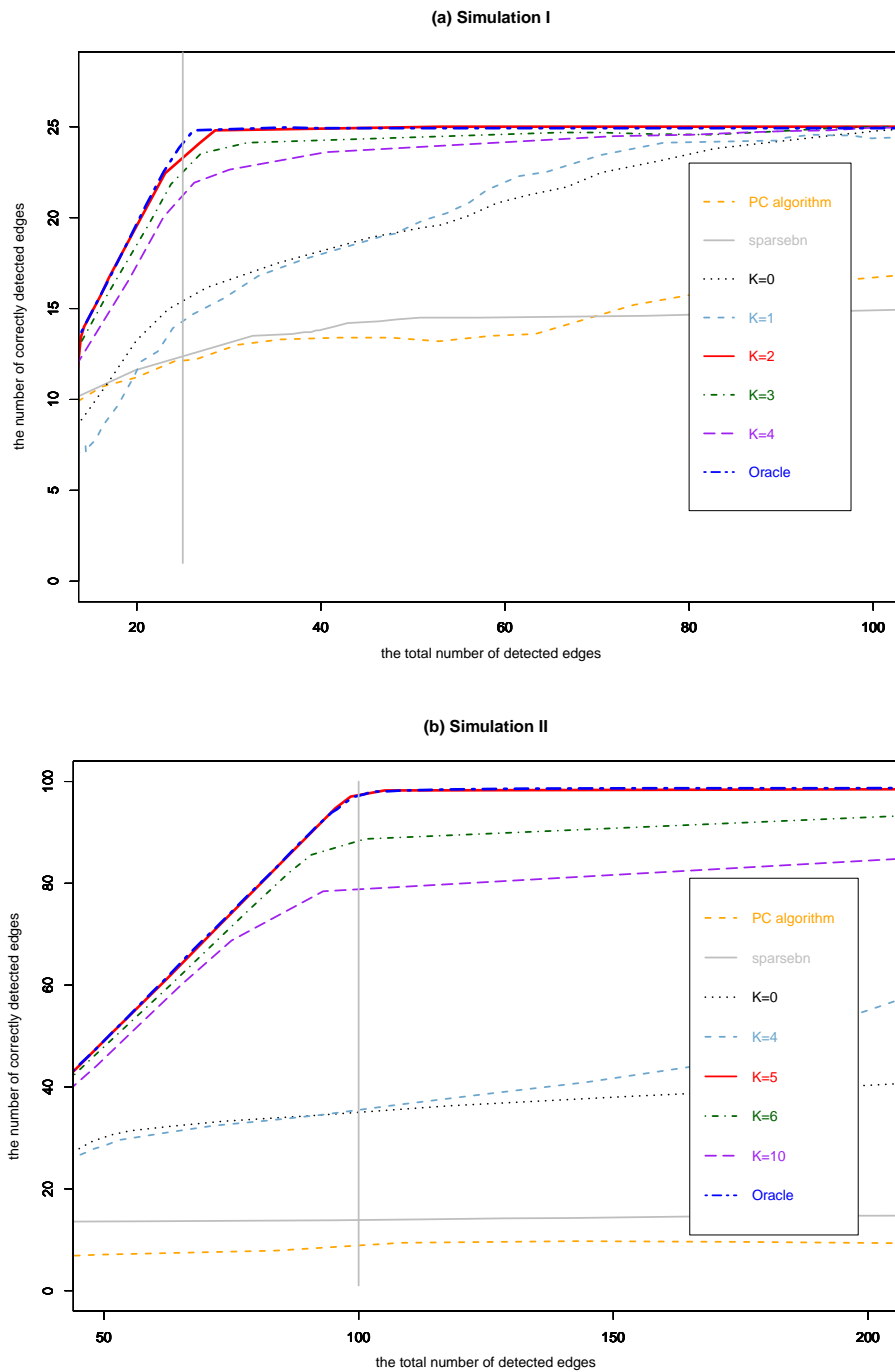 (a) Simulation I
the number of correctly detected edges
25
20
15
10
5
0
PC algorithm
sparsebn
K=0
K=1
K=2
K=3
K=4
Oracle
20 40 60 80 100
the total number of detected edges
(b) Simulation II
the number of correctly detected edges
100
80
60
40
20
0
PC algorithm
sparsebn
K=0
K=4
K=5
K=6
K=10
Oracle
50 100 150 200
the total number of detected edges